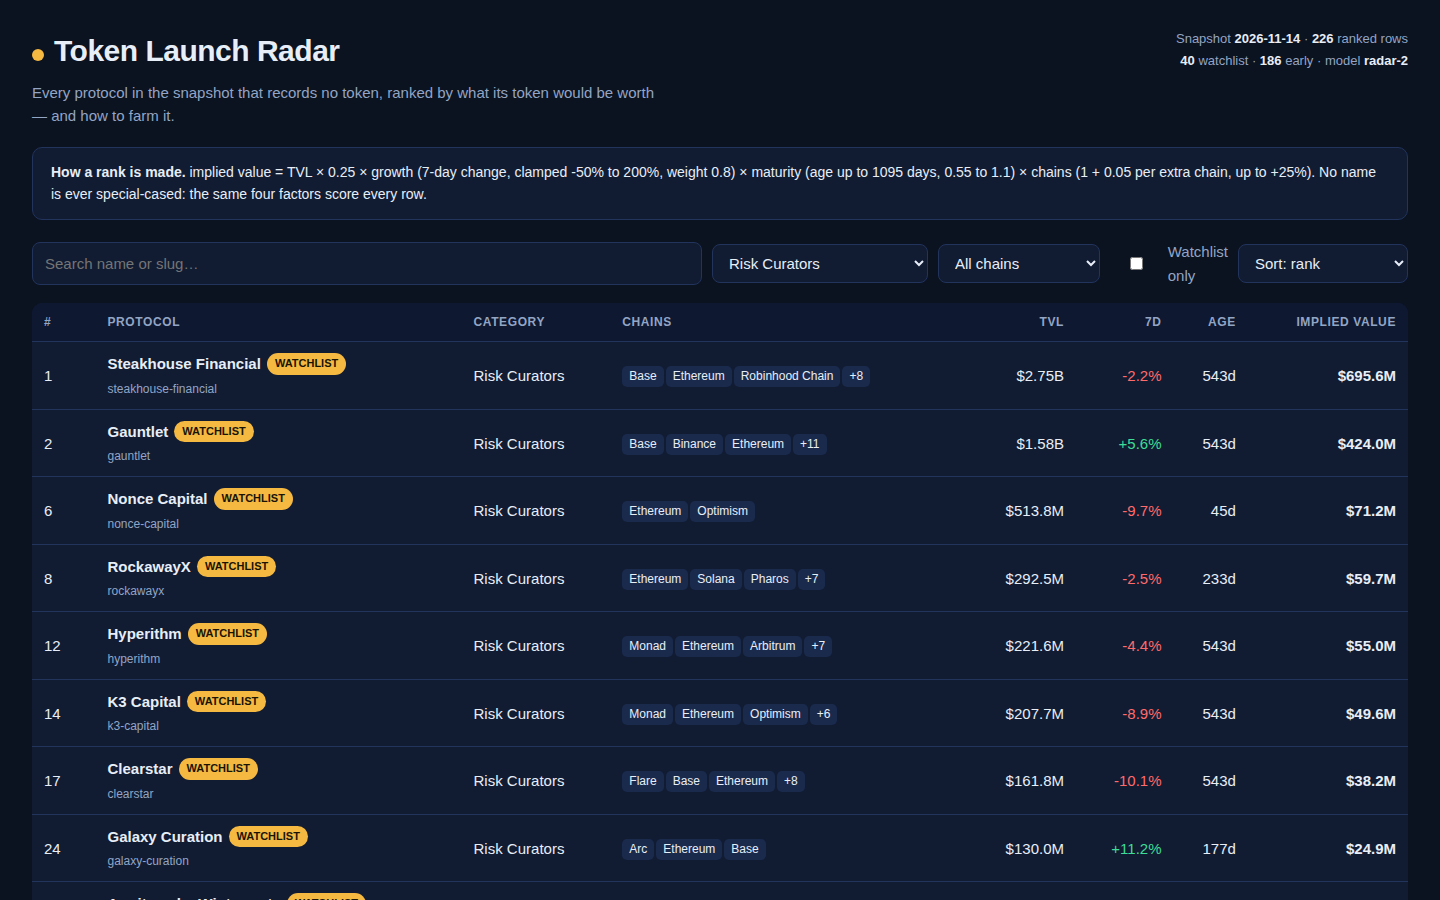 Token Launch Radar
Snapshot 2026-11-14 · 226 ranked rows
40 watchlist · 186 early · model radar-2
Every protocol in the snapshot that records no token, ranked by what its token would be worth
— and how to farm it.
How a rank is made. implied value = TVL × 0.25 × growth (7-day change, clamped -50% to 200%, weight 0.8) × maturity (age up to 1095 days, 0.55 to 1.1) × chains (1 + 0.05 per extra chain, up to +25%). No name
is ever special-cased: the same four factors score every row.
Search name or slug… Risk Curators All chains Watchlist only Sort: rank
# PROTOCOL CATEGORY CHAINS TVL 7D AGE IMPLIED VALUE
1 Steakhouse Financial WATCHLIST Risk Curators Base Ethereum Robinhood Chain +8 $2.75B -2.2% 543d $695.6M
steakhouse-financial
2 Gauntlet WATCHLIST Risk Curators Base Binance Ethereum +11 $1.58B +5.6% 543d $424.0M
gauntlet
6 Nonce Capital WATCHLIST Risk Curators Ethereum Optimism $513.8M -9.7% 45d $71.2M
nonce-capital
8 RockawayX WATCHLIST Risk Curators Ethereum Solana Pharos +7 $292.5M -2.5% 233d $59.7M
rockawayx
12 Hyperithm WATCHLIST Risk Curators Monad Ethereum Arbitrum +7 $221.6M -4.4% 543d $55.0M
hyperithm
14 K3 Capital WATCHLIST Risk Curators Monad Ethereum Optimism +6 $207.7M -8.9% 543d $49.6M
k3-capital
17 Clearstar WATCHLIST Risk Curators Flare Base Ethereum +8 $161.8M -10.1% 543d $38.2M
clearstar
24 Galaxy Curation WATCHLIST Risk Curators Arc Ethereum Base $130.0M +11.2% 177d $24.9M
galaxy-curation